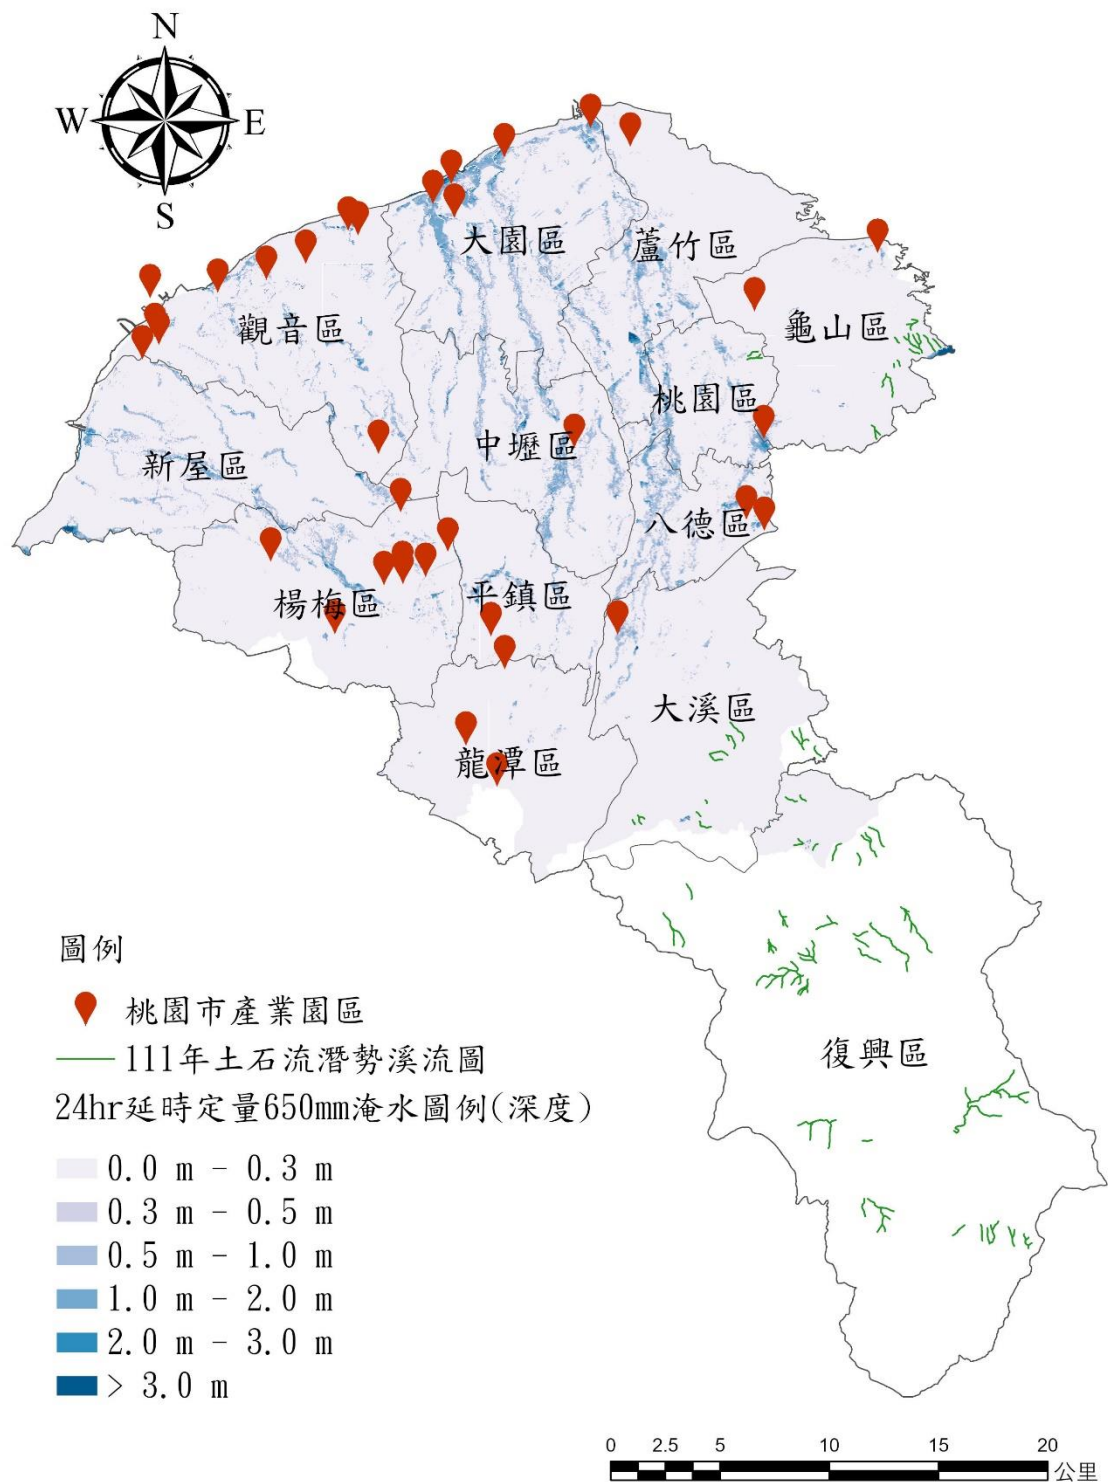 N
W
E
S
大園區
蘆竹區
觀音區
龜山區
桃園區
中壢區
新屋區
八德區
楊梅區
平鎮區
大溪區
龍潭區
圖例
桃園市產業園區
111年土石流潛勢溪流圖
復興區
24hr延時定量650mm淹水圖例(深度)
0.0 m - 0.3 m
0.3 m - 0.5 m
0.5 m - 1.0 m
1.0 m - 2.0 m
2.0 m - 3.0 m
> 3.0 m
0 2.5 5 10 15 20
公里